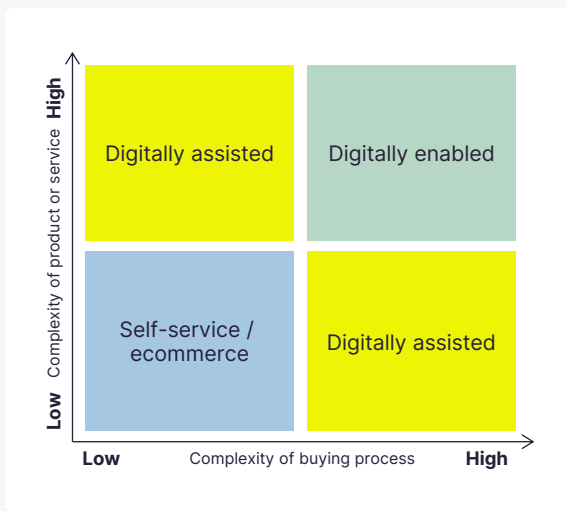 High
Complexity of product or service
Low
Digitally assisted
Digitally enabled
Self-service /
ecommerce
Digitally assisted
Low
Complexity of buying process
High